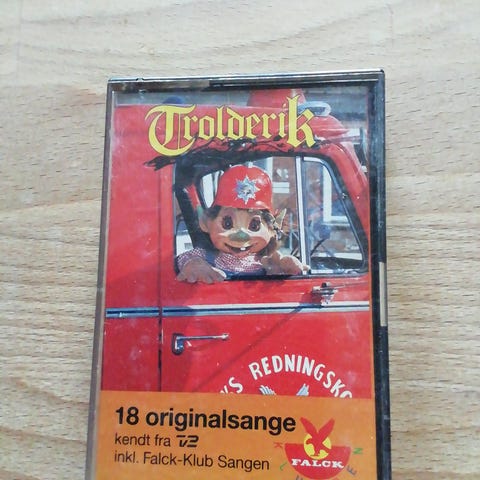 Trolderik
S REDNINGSKO
18 originalsange
kendt fra TV2
inkl. Falck-Klub Sangen
FALCK